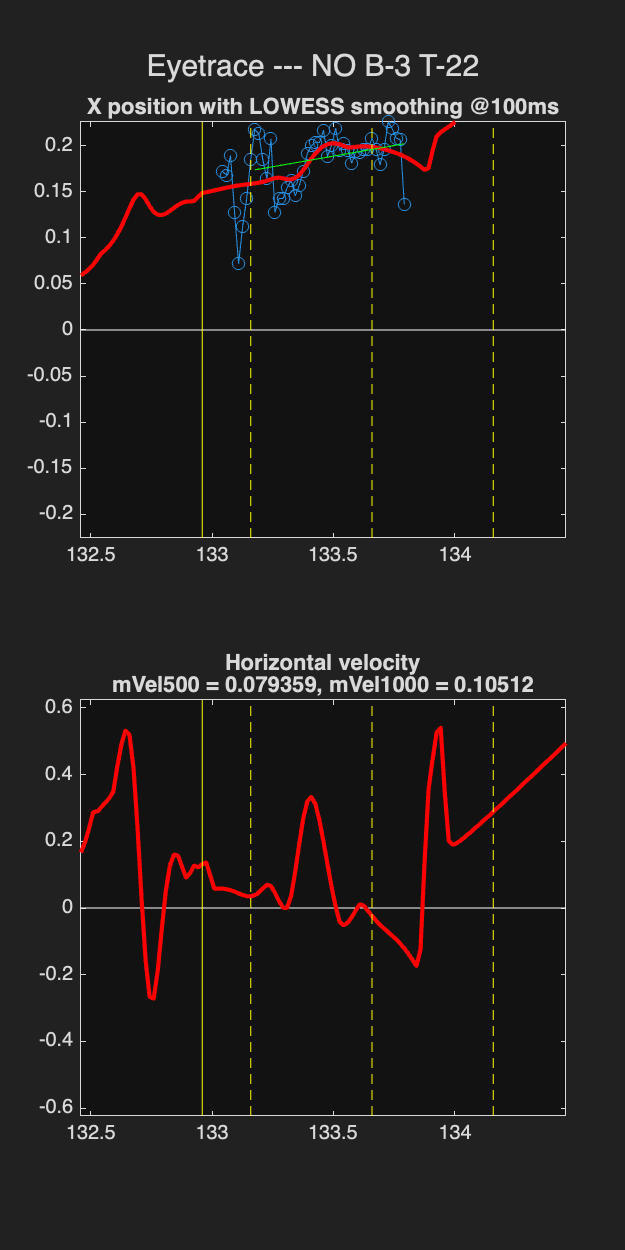 Eyetrace --- NO B-3 T-22
X position with LOWESS smoothing @100ms
0.2
0.15
0.1
0.05
0
-0.05
-0.1
-0.15
-0.2
132.5 133 133.5 134
Horizontal velocity
mVel500 = 0.079359, mVel1000 = 0.10512
0.6
0.4
0.2
0
-0.2
-0.4
-0.6
132.5 133 133.5 134